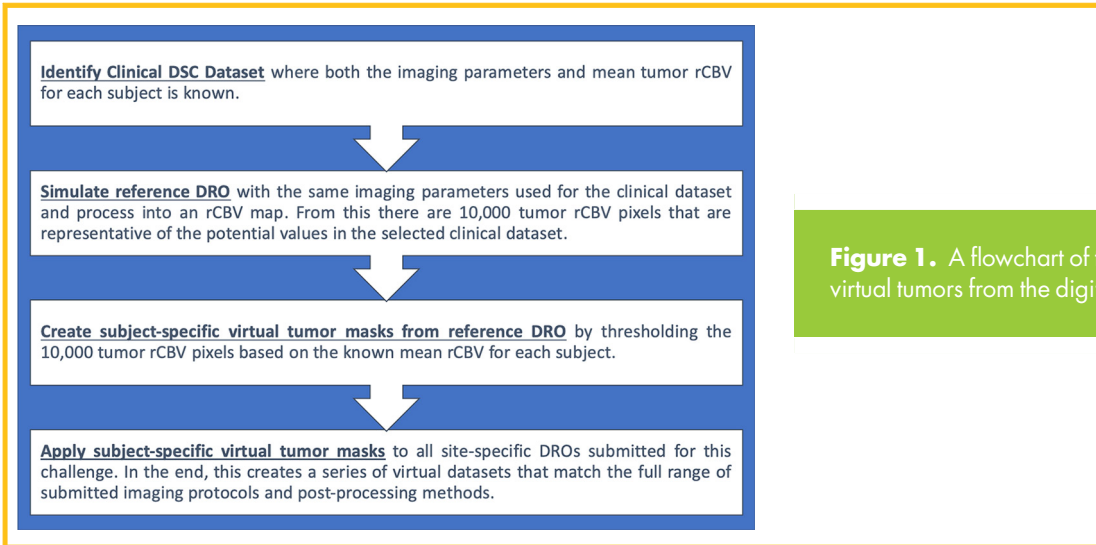 Identify Clinical DSC Dataset where both the imaging parameters and mean tumor rCBV
for each subject is known.
Simulate reference DRO with the same imaging parameters used for the clinical dataset
and process into an rCBV map. From this there are 10,000 tumor rCBV pixels that are
representative of the potential values in the selected clinical dataset.
Create subject-specific virtual tumor masks from reference DRO by thresholding the
10,000 tumor rCBV pixels based on the known mean rCBV for each subject.
Apply subject-specific virtual tumor masks to all site-specific DROs submitted for this
challenge. In the end, this creates a series of virtual datasets that match the full range of
submitted imaging protocols and post-processing methods.
Figure 1. A flowchart of
virtual tumors from the